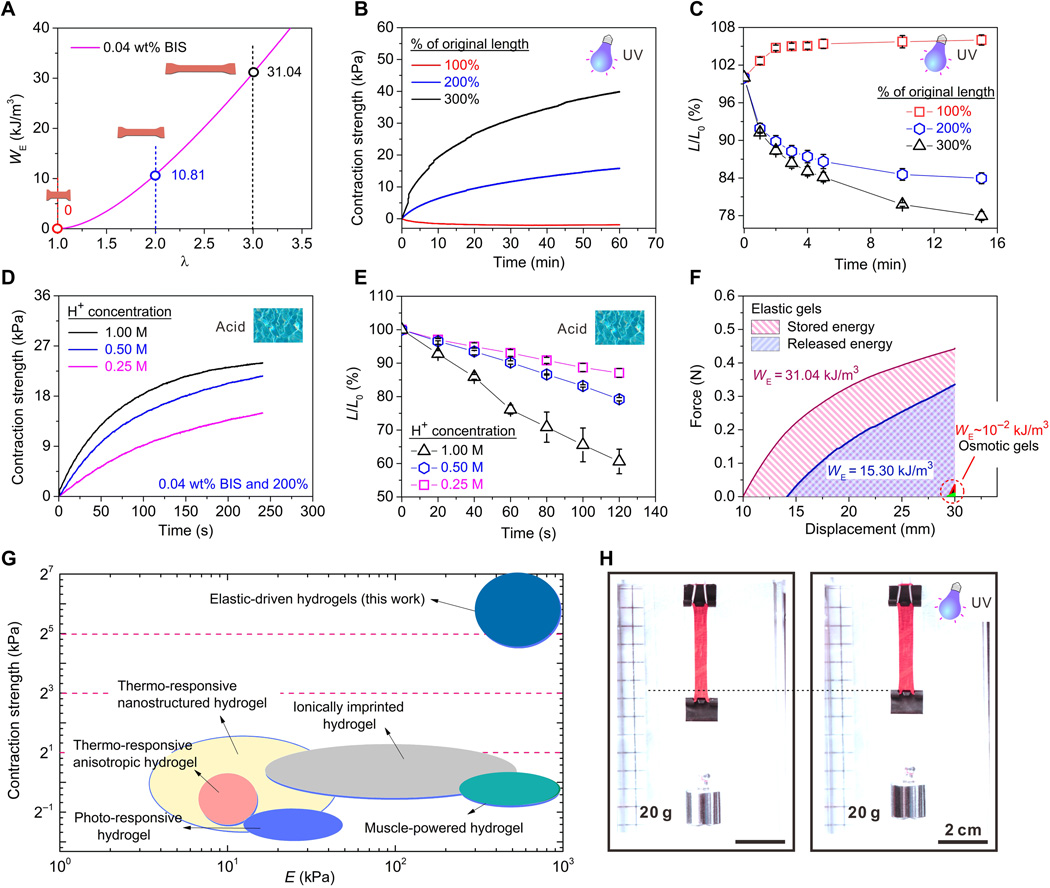 A
40
30
20
10
0
W_E (kJ/m³)
0.04 wt% BIS
31.04
10.81
0
1.0 1.5 2.0 2.5 3.0 3.5
λ
B
60
50
40
30
20
10
0
Contraction strength (kPa)
% of original length
100%
200%
300%
UV
0 10 20 30 40 50 60 70
Time (min)
C
108
102
96
90
84
78
L/L₀ (%)
UV
% of original length
100%
200%
300%
0 4 8 12 16
Time (min)
D
36
27
18
9
0
Contraction strength (kPa)
H⁺ concentration
1.00 M
0.50 M
0.25 M
Acid
0.04 wt% BIS and 200%
0 50 100 150 200 250 300
Time (s)
E
110
100
90
80
70
60
50
L/L₀ (%)
Acid
H⁺ concentration
1.00 M
0.50 M
0.25 M
0 20 40 60 80 100 120 140
Time (s)
F
0.6
0.5
0.4
0.3
0.2
0.1
0.0
Force (N)
Elastic gels
Stored energy
Released energy
W_E = 31.04 kJ/m³
W_E~10⁻² kJ/m³
Osmotic gels
W_E = 15.30 kJ/m³
10 15 20 25 30
Displacement (mm)
G
2⁷
2⁵
2³
2¹
2⁻¹
Contraction strength (kPa)
Elastic-driven hydrogels (this work)
Thermo-responsive
nanostructured hydrogel
Ionically imprinted
hydrogel
Thermo-responsive
anisotropic hydrogel
Photo-responsive
hydrogel
Muscle-powered hydrogel
10⁰ 10¹ 10² 10³
E (kPa)
H
UV
20 g
20 g
2 cm